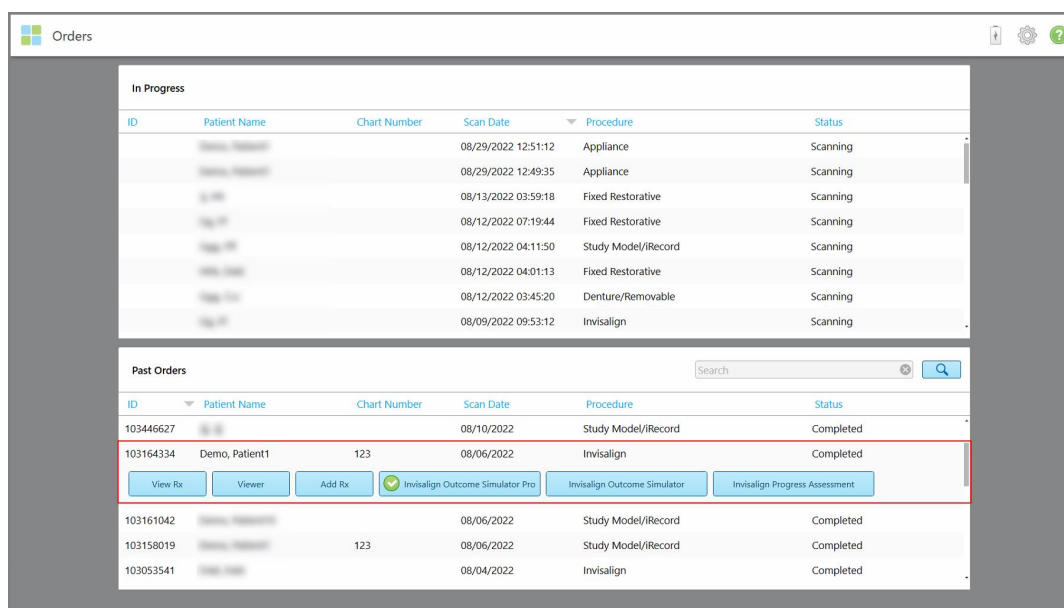 Orders
?
In Progress
ID Patient Name Chart Number Scan Date Procedure Status
08/29/2022 12:51:12 Appliance Scanning
08/29/2022 12:49:35 Appliance Scanning
08/13/2022 03:59:18 Fixed Restorative Scanning
08/12/2022 07:19:44 Fixed Restorative Scanning
08/12/2022 04:11:50 Study Model/iRecord Scanning
08/12/2022 04:01:13 Fixed Restorative Scanning
08/12/2022 03:45:20 Denture/Removable Scanning
08/09/2022 09:53:12 Invisalign Scanning
Past Orders Search
ID Patient Name Chart Number Scan Date Procedure Status
103446627 08/10/2022 Study Model/iRecord Completed
103164334 Demo, Patient1 123 08/06/2022 Invisalign Completed
View Rx Viewer Add Rx Invisalign Outcome Simulator Pro Invisalign Outcome Simulator Invisalign Progress Assessment
103161042 08/06/2022 Study Model/iRecord Completed
103158019 123 08/06/2022 Study Model/iRecord Completed
103053541 08/04/2022 Invisalign Completed